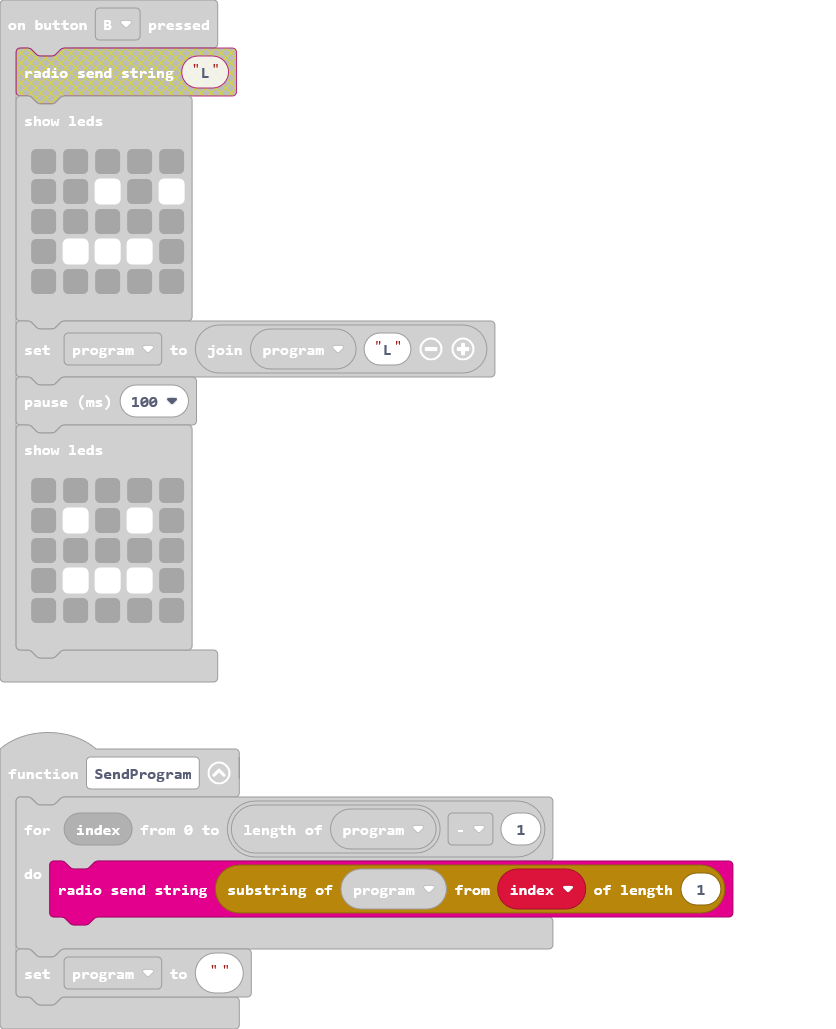 on button B pressed
radio send string "L"
show leds
set program to join program "L"
pause (ms) 100
show leds
function SendProgram
for index from 0 to length of program - 1
do
radio send string substring of program from index of length 1
set program to ""